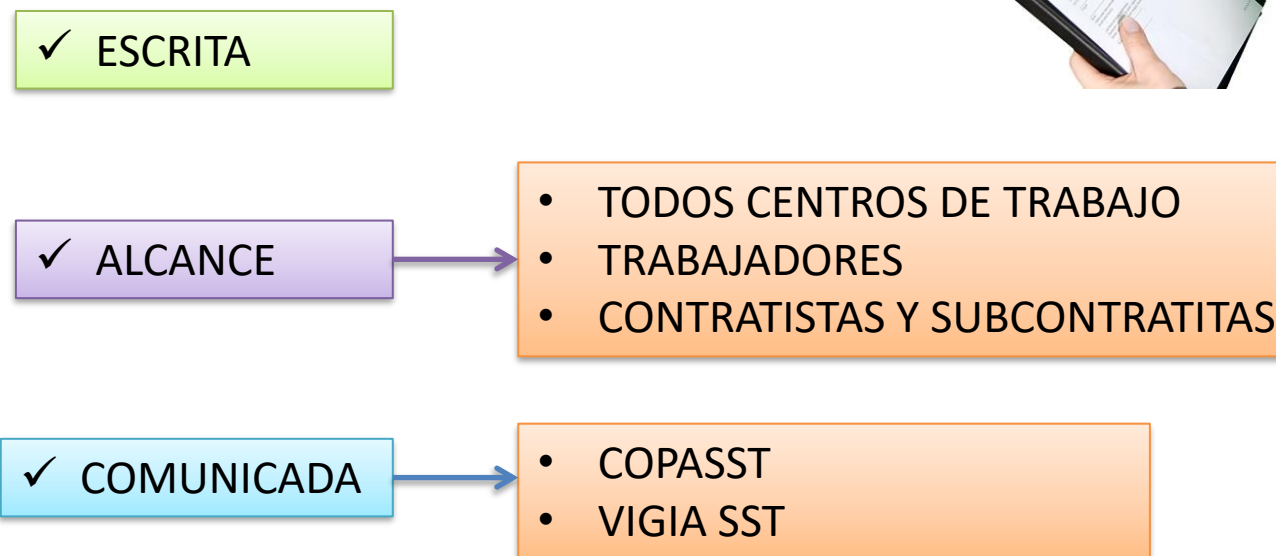 ✓ ESCRITA
✓ ALCANCE
• TODOS CENTROS DE TRABAJO
• TRABAJADORES
• CONTRATISTAS Y SUBCONTRATITAS
✓ COMUNICADA
• COPASST
• VIGIA SST